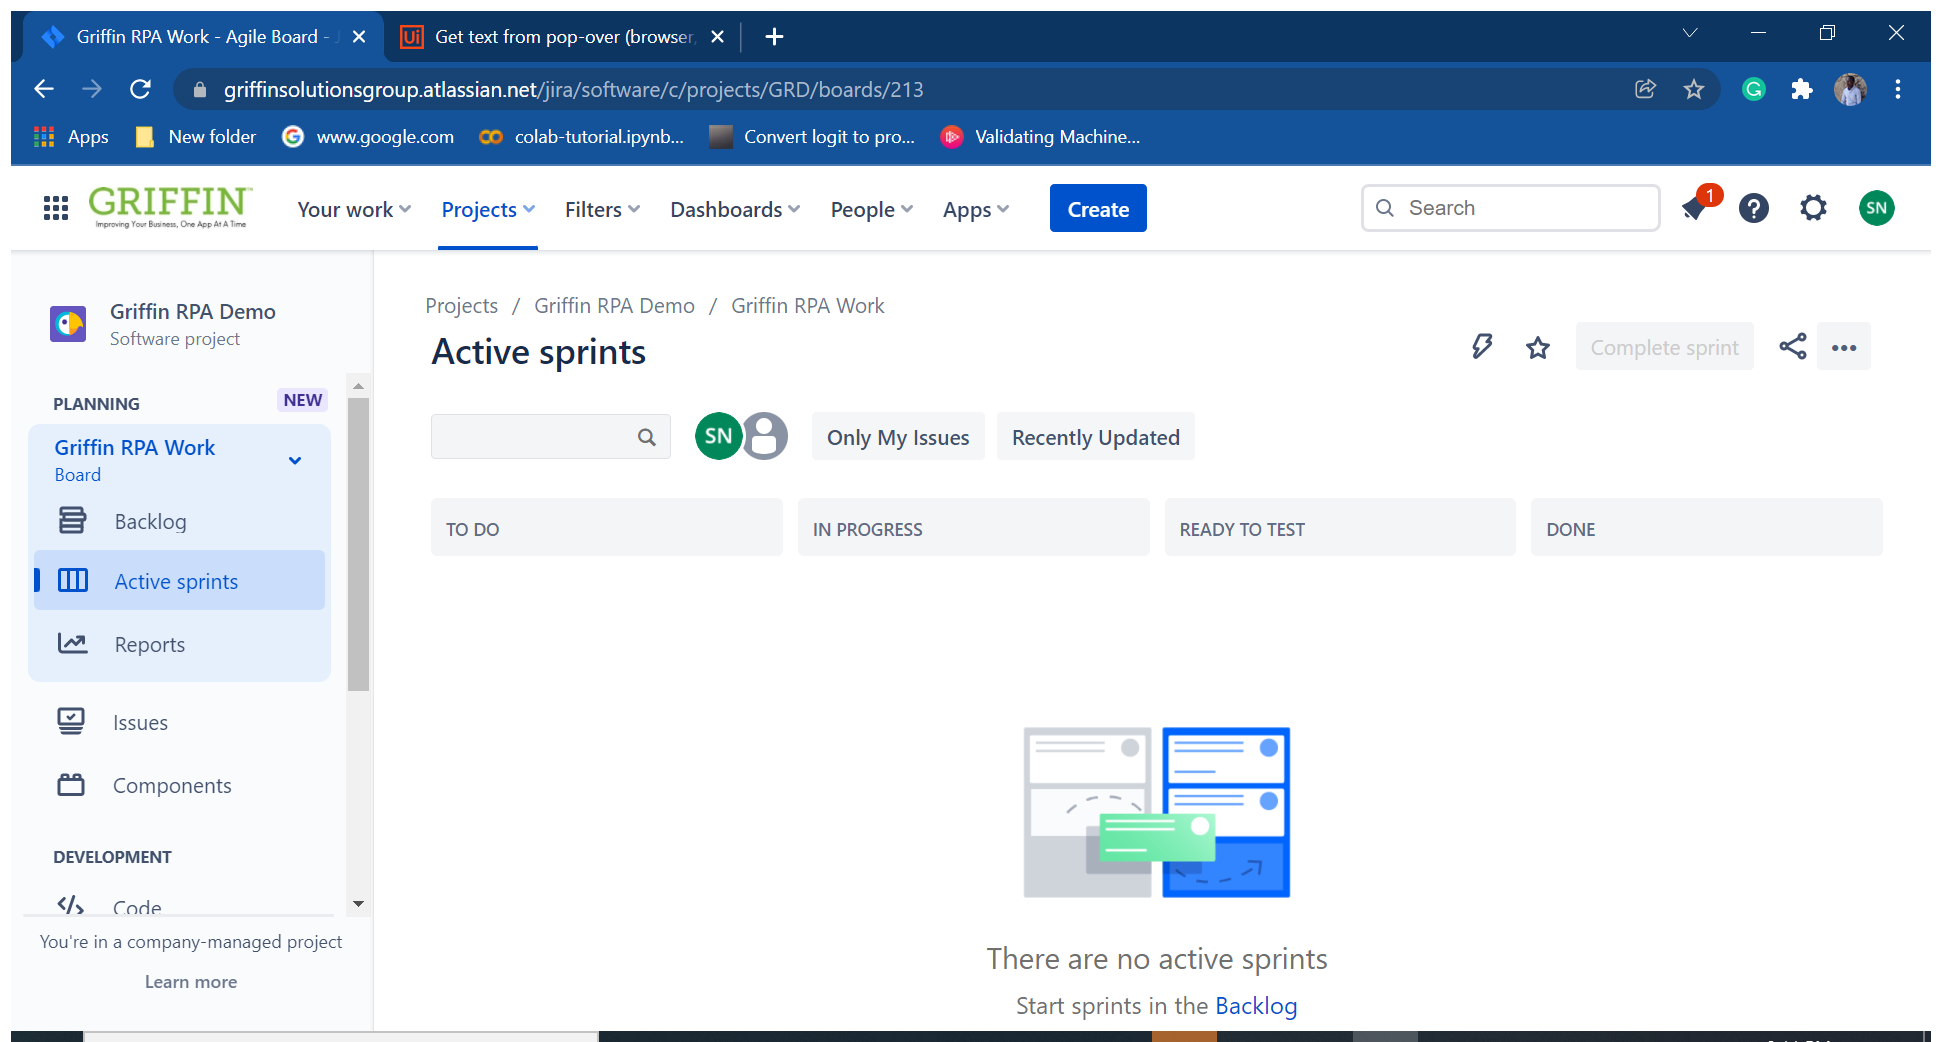 Griffin RPA Work - Agile Board - J
Get text from pop-over (browser,
griffinsolutionsgroup.atlassian.net/jira/software/c/projects/GRD/boards/213
Apps
New folder
www.google.com
colab-tutorial.ipynb...
Convert logit to pro...
Validating Machine...
GRIFFIN™
Improving Your Business, One App At A Time
Your work
Projects
Filters
Dashboards
People
Apps
Create
Search
1
SN
Griffin RPA Demo
Software project
PLANNING
NEW
Griffin RPA Work
Board
Backlog
Active sprints
Reports
Issues
Components
DEVELOPMENT
Code
You're in a company-managed project
Learn more
Projects / Griffin RPA Demo / Griffin RPA Work
Active sprints
Complete sprint
SN
Only My Issues
Recently Updated
TO DO
IN PROGRESS
READY TO TEST
DONE
There are no active sprints
Start sprints in the Backlog